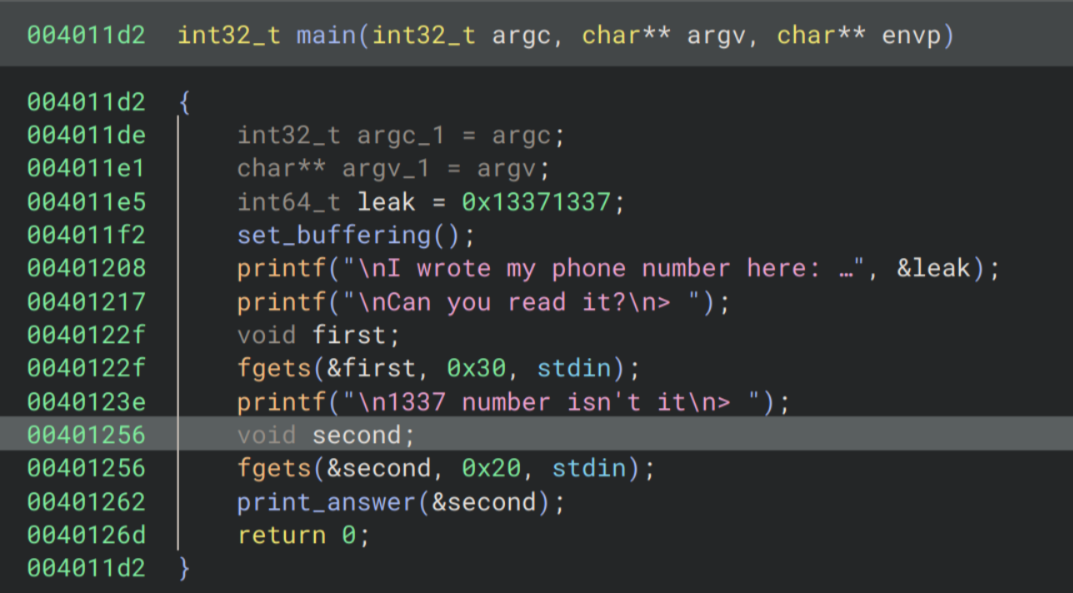 004011d2 int32_t main(int32_t argc, char** argv, char** envp)
004011d2 {
004011de int32_t argc_1 = argc;
004011e1 char** argv_1 = argv;
004011e5 int64_t leak = 0x13371337;
004011f2 set_buffering();
00401208 printf("\nI wrote my phone number here: …", &leak);
00401217 printf("\nCan you read it?\n> ");
0040122f void first;
0040122f fgets(&first, 0x30, stdin);
0040123e printf("\n1337 number isn't it\n> ");
00401256 void second;
00401256 fgets(&second, 0x20, stdin);
00401262 print_answer(&second);
0040126d return 0;
004011d2 }